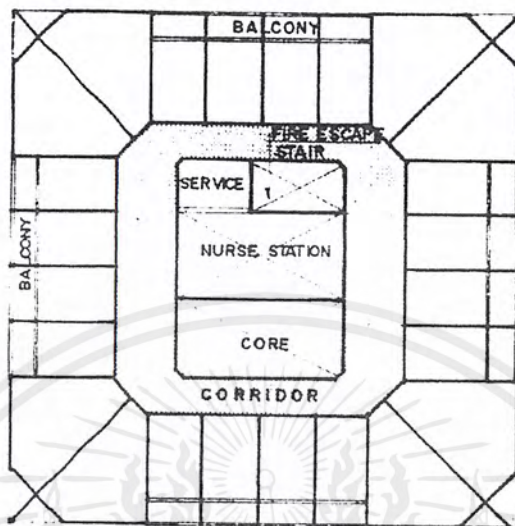 BALCONY
FIRE ESCAPE
STAIR
SERVICE
NURSE STATION
BALCONY
CORE
CORRIDOR